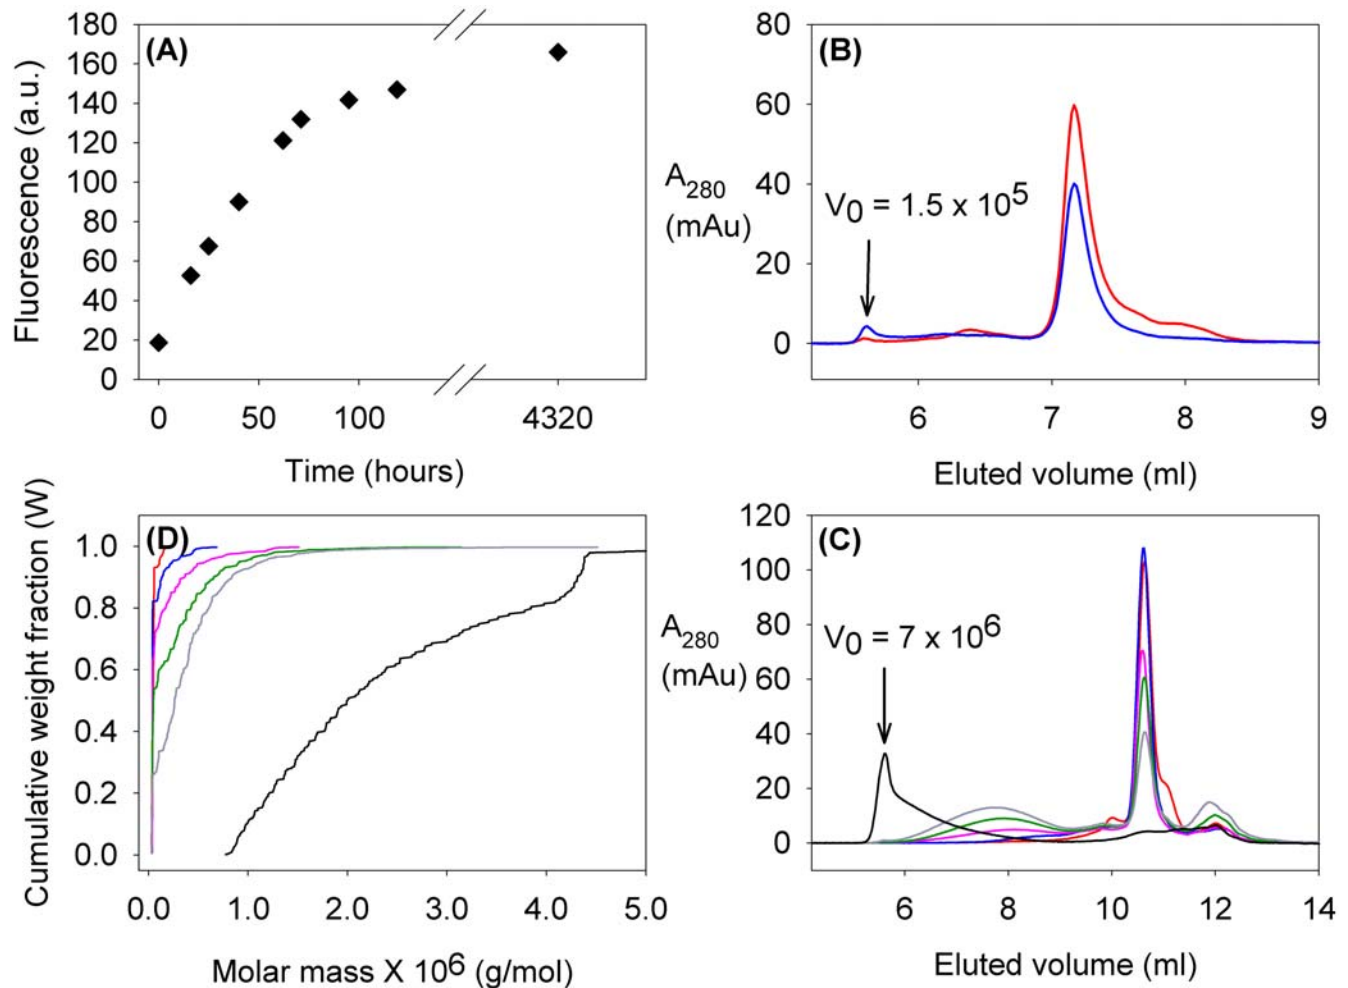 (A)
180
160
140
120
100
80
60
40
20
0
Fluorescence (a.u.)
0 50 100 4320
Time (hours)
(B)
80
60
40
20
0
A280
(mAu)
V0 = 1.5 x 10^5
6 7 8 9
Eluted volume (ml)
(D)
1.0
0.8
0.6
0.4
0.2
0.0
Cumulative weight fraction (W)
0.0 1.0 2.0 3.0 4.0 5.0
Molar mass X 10^6 (g/mol)
(C)
120
100
80
60
40
20
0
A280
(mAu)
V0 = 7 x 10^6
6 8 10 12 14
Eluted volume (ml)